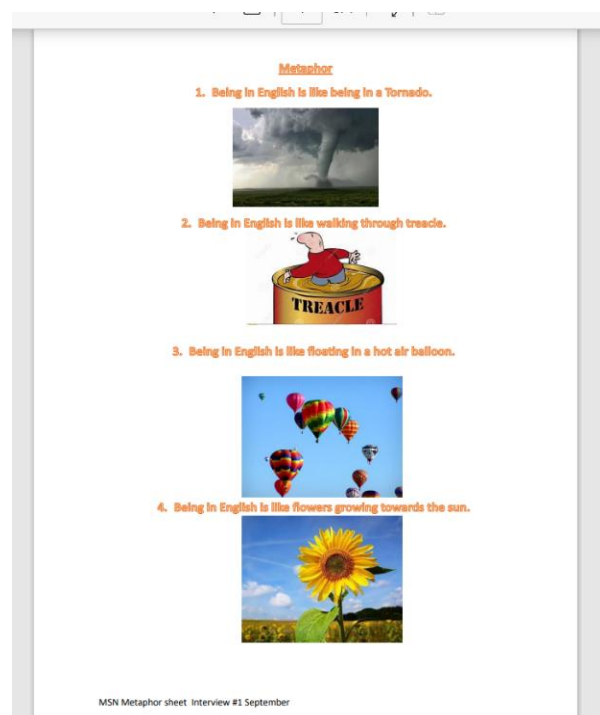 Metaphor
1. Being in English is like being in a Tornado.
2. Being in English is like walking through treacle.
TREACLE
3. Being in English is like floating in a hot air balloon.
4. Being in English is like flowers growing towards the sun.
MSN Metaphor sheet Interview #1 September